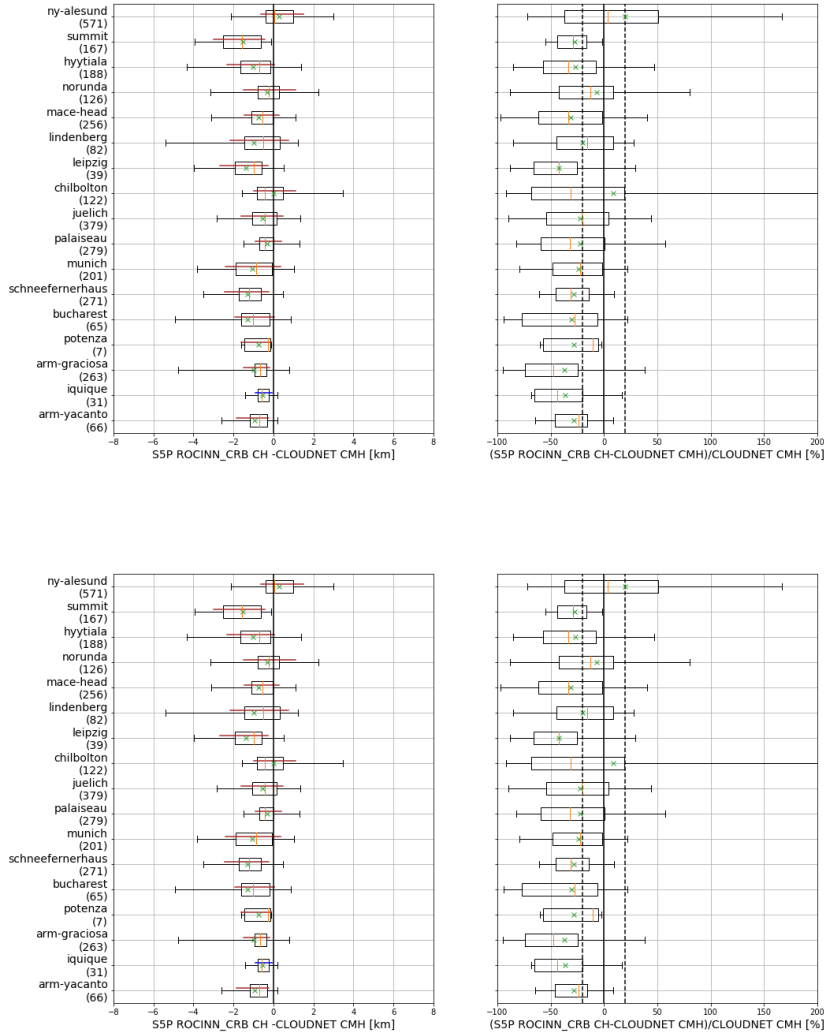 ny-alesund
(571)
summit
(167)
hyytiala
(188)
norunda
(126)
mace-head
(256)
lindenberg
(82)
leipzig
(39)
chilbolton
(122)
juelich
(379)
palaiseau
(279)
munich
(201)
schneefernerhaus
(271)
bucharest
(65)
potenza
(7)
arm-graciosa
(263)
iquique
(31)
arm-yacanto
(66)
−8 −6 −4 −2 0 2 4 6 8
S5P ROCINN_CRB CH -CLOUDNET CMH [km]
−100 −50 0 50 100 150 200
(S5P ROCINN_CRB CH-CLOUDNET CMH)/CLOUDNET CMH [%]
ny-alesund
(571)
summit
(167)
hyytiala
(188)
norunda
(126)
mace-head
(256)
lindenberg
(82)
leipzig
(39)
chilbolton
(122)
juelich
(379)
palaiseau
(279)
munich
(201)
schneefernerhaus
(271)
bucharest
(65)
potenza
(7)
arm-graciosa
(263)
iquique
(31)
arm-yacanto
(66)
−8 −6 −4 −2 0 2 4 6 8
S5P ROCINN_CRB CH -CLOUDNET CMH [km]
−100 −50 0 50 100 150 200
(S5P ROCINN_CRB CH-CLOUDNET CMH)/CLOUDNET CMH [%]